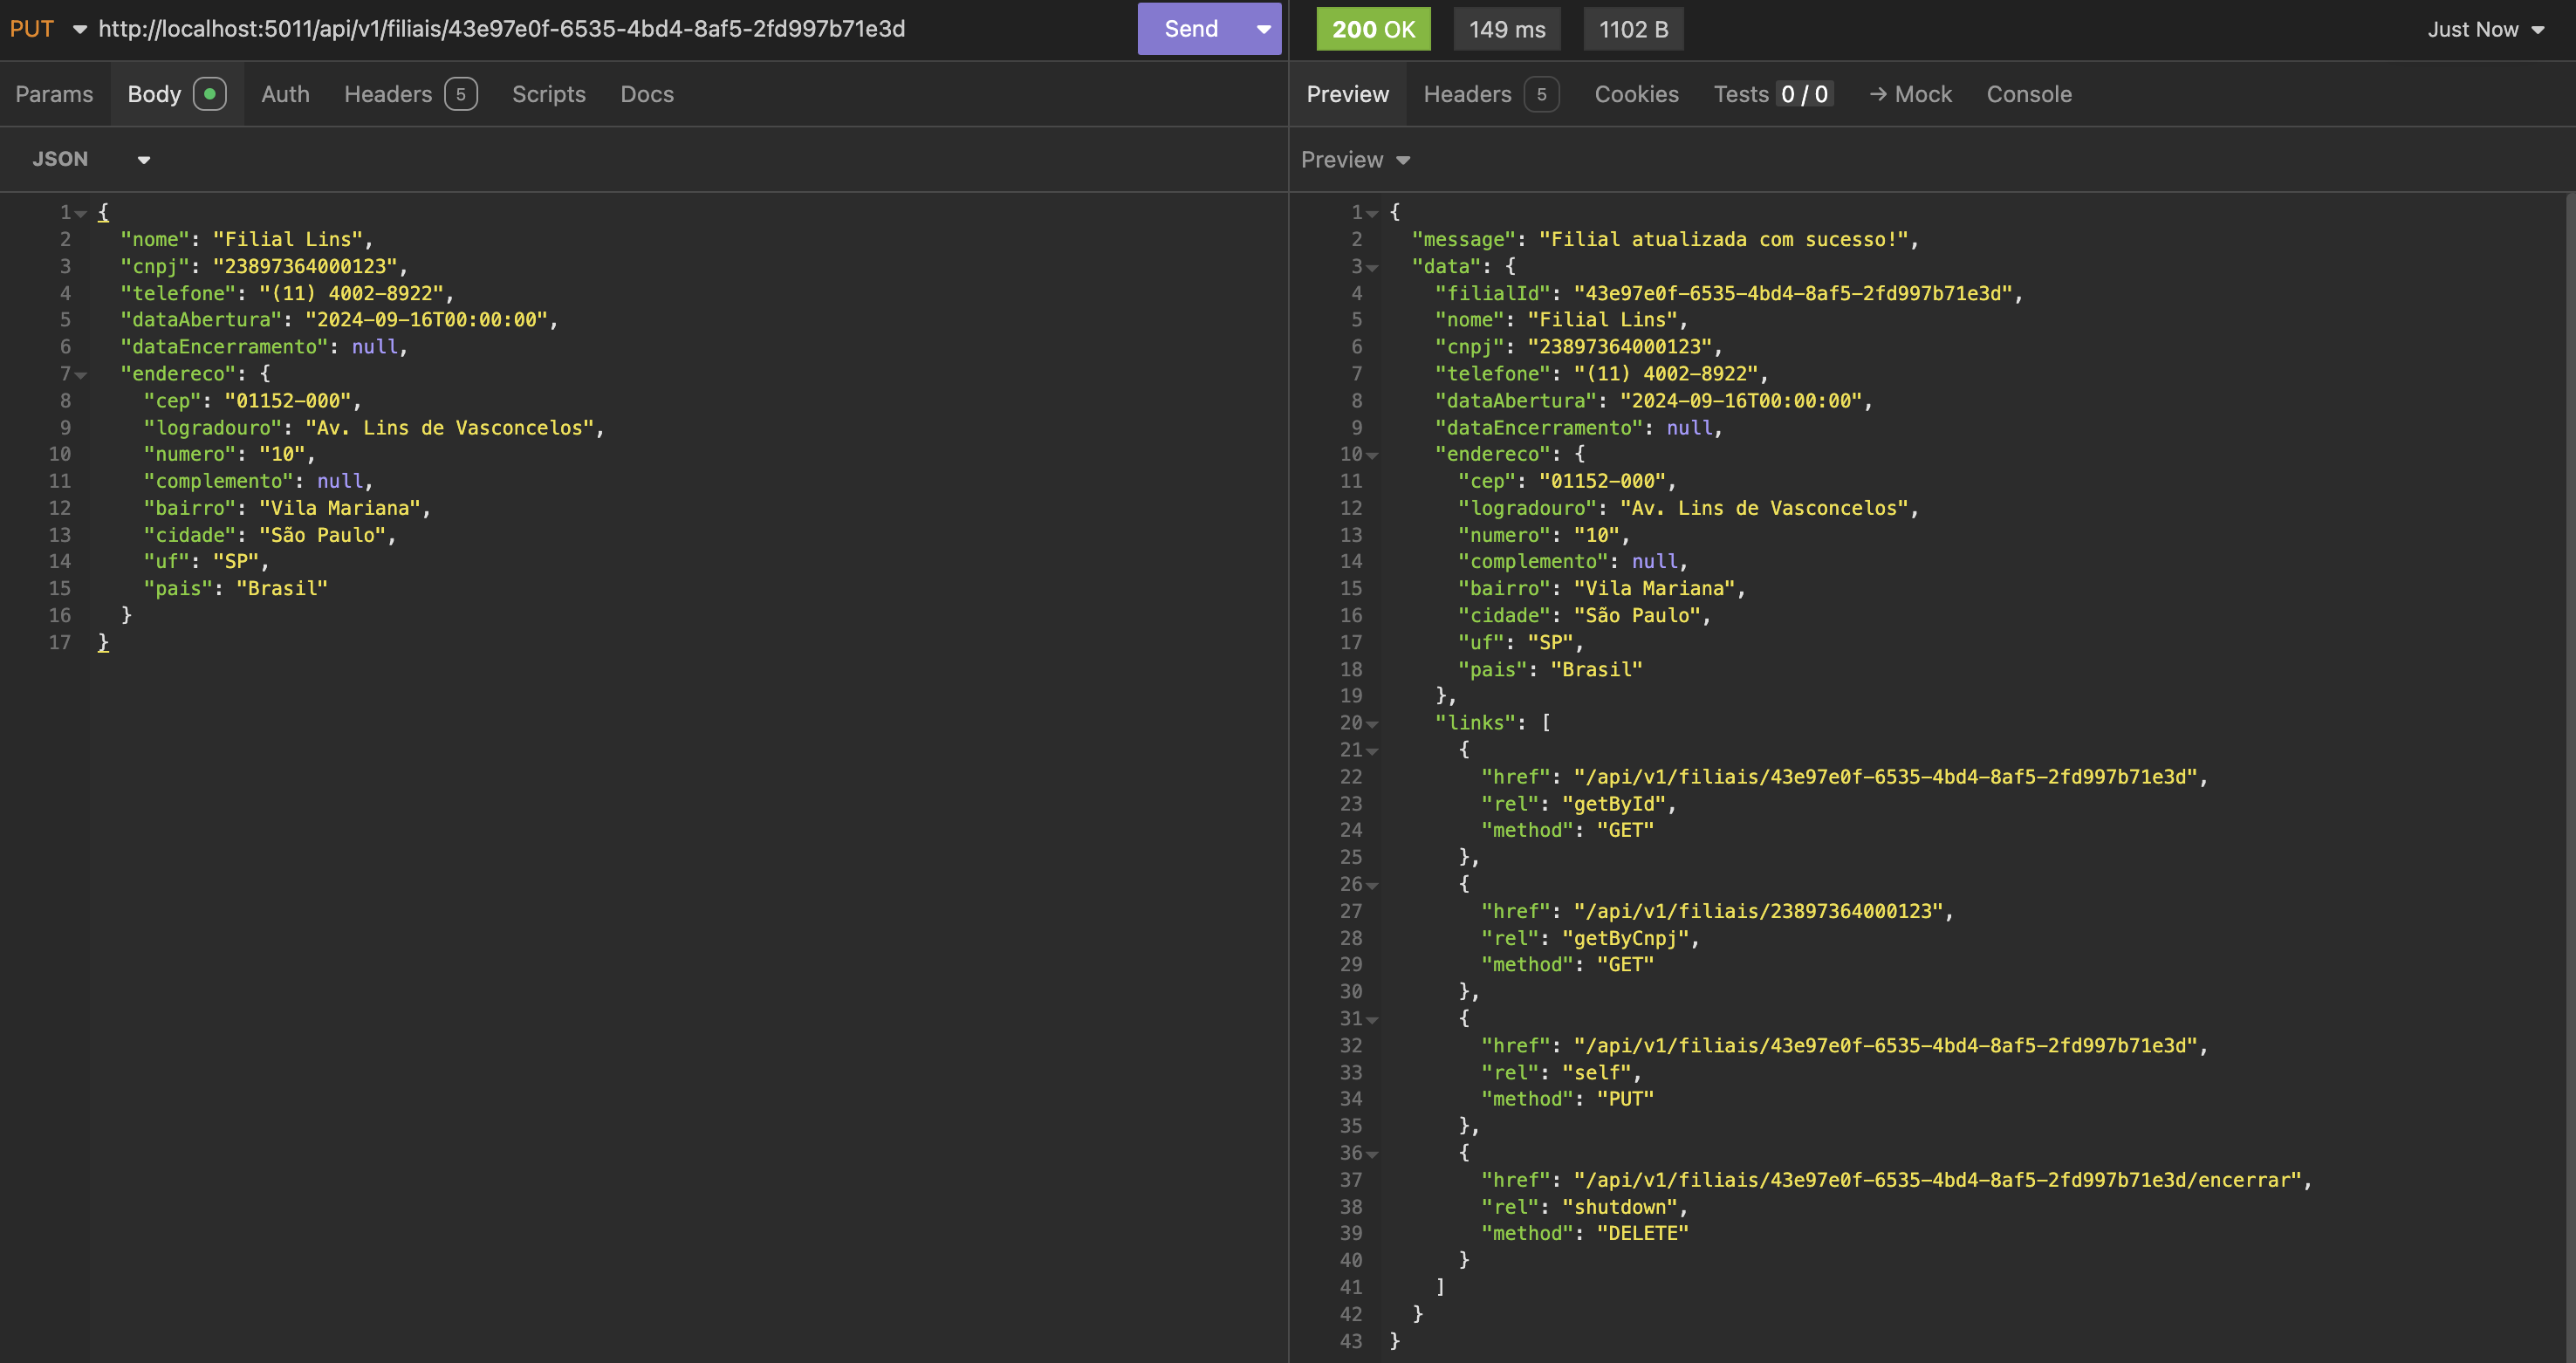 PUT http://localhost:5011/api/v1/filiais/43e97e0f-6535-4bd4-8af5-2fd997b71e3d Send
Params Body Auth Headers 5 Scripts Docs
JSON
1 {
2 "nome": "Filial Lins",
3 "cnpj": "23897364000123",
4 "telefone": "(11) 4002-8922",
5 "dataAbertura": "2024-09-16T00:00:00",
6 "dataEncerramento": null,
7 "endereco": {
8 "cep": "01152-000",
9 "logradouro": "Av. Lins de Vasconcelos",
10 "numero": "10",
11 "complemento": null,
12 "bairro": "Vila Mariana",
13 "cidade": "São Paulo",
14 "uf": "SP",
15 "pais": "Brasil"
16 }
17 }
200 OK 149 ms 1102 B Just Now
Preview Headers 5 Cookies Tests 0 / 0 → Mock Console
Preview
1 {
2 "message": "Filial atualizada com sucesso!",
3 "data": {
4 "filialId": "43e97e0f-6535-4bd4-8af5-2fd997b71e3d",
5 "nome": "Filial Lins",
6 "cnpj": "23897364000123",
7 "telefone": "(11) 4002-8922",
8 "dataAbertura": "2024-09-16T00:00:00",
9 "dataEncerramento": null,
10 "endereco": {
11 "cep": "01152-000",
12 "logradouro": "Av. Lins de Vasconcelos",
13 "numero": "10",
14 "complemento": null,
15 "bairro": "Vila Mariana",
16 "cidade": "São Paulo",
17 "uf": "SP",
18 "pais": "Brasil"
19 },
20 "links": [
21 {
22 "href": "/api/v1/filiais/43e97e0f-6535-4bd4-8af5-2fd997b71e3d",
23 "rel": "getById",
24 "method": "GET"
25 },
26 {
27 "href": "/api/v1/filiais/23897364000123",
28 "rel": "getByCnpj",
29 "method": "GET"
30 },
31 {
32 "href": "/api/v1/filiais/43e97e0f-6535-4bd4-8af5-2fd997b71e3d",
33 "rel": "self",
34 "method": "PUT"
35 },
36 {
37 "href": "/api/v1/filiais/43e97e0f-6535-4bd4-8af5-2fd997b71e3d/encerrar",
38 "rel": "shutdown",
39 "method": "DELETE"
40 }
41 ]
42 }
43 }